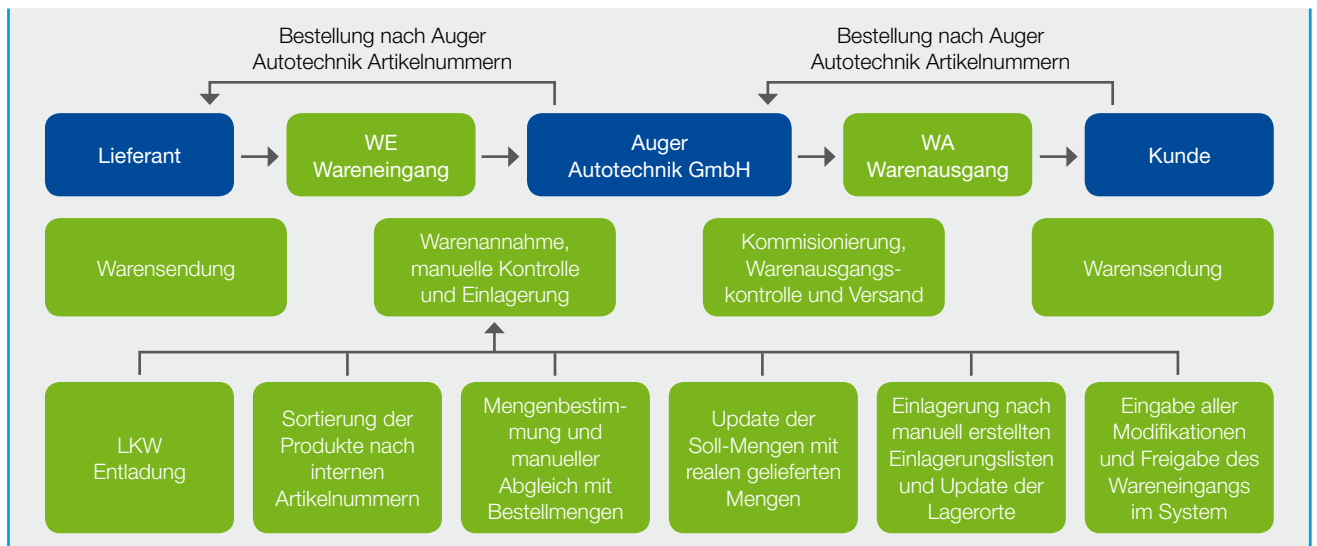 Bestellung nach Auger
Autotechnik Artikelnummern
Bestellung nach Auger
Autotechnik Artikelnummern
Lieferant
WE
Wareneingang
Auger
Autotechnik GmbH
WA
Warenausgang
Kunde
Warensendung
Warenannahme,
manuelle Kontrolle
und Einlagerung
Kommisionierung,
Warenausgangs-
kontrolle und Versand
Warensendung
LKW
Entladung
Sortierung der
Produkte nach
internen
Artikelnummern
Mengenbestim-
mung und
manueller
Abgleich mit
Bestellmengen
Update der
Soll-Mengen mit
realen gelieferten
Mengen
Einlagerung nach
manuell erstellten
Einlagerungslisten
und Update der
Lagerorte
Eingabe aller
Modifikationen
und Freigabe des
Wareneingangs
im System